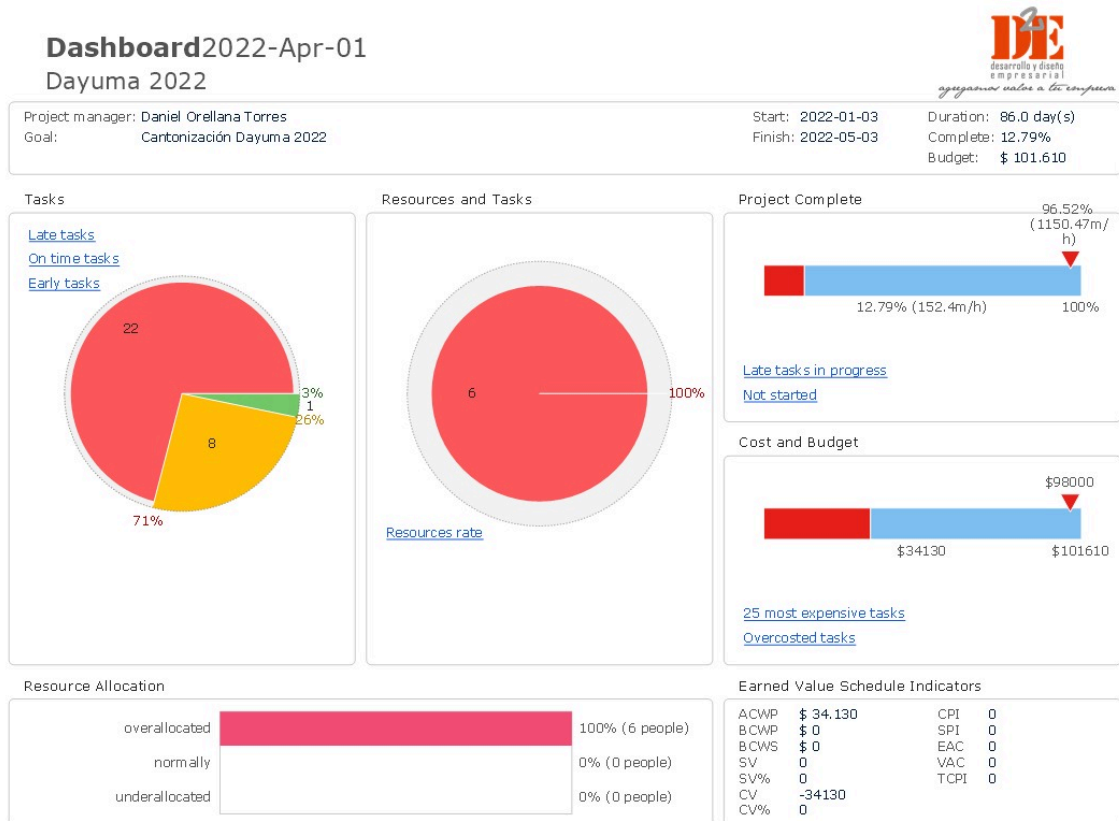 Dashboard2022-Apr-01
Dayuma 2022
D2E
desarrollo y diseño
empresarial
agregamos valor a tu empresa
Project manager: Daniel Orellana Torres
Goal: Cantonización Dayuma 2022
Start: 2022-01-03
Finish: 2022-05-03
Duration: 86.0 day(s)
Complete: 12.79%
Budget: $ 101.610
Tasks
Late tasks
On time tasks
Early tasks
22
3%
1
26%
8
71%
Resources and Tasks
6
100%
Resources rate
Project Complete
96.52%
(1150.47m/
h)
12.79% (152.4m/h)
100%
Late tasks in progress
Not started
Cost and Budget
$98000
$34130
$101610
25 most expensive tasks
Overcosted tasks
Resource Allocation
overallocated 100% (6 people)
normally 0% (0 people)
underallocated 0% (0 people)
Earned Value Schedule Indicators
ACWP $ 34.130
BCWP $ 0
BCWS $ 0
SV 0
SV% 0
CV -34130
CV% 0
CPI 0
SPI 0
EAC 0
VAC 0
TCPI 0